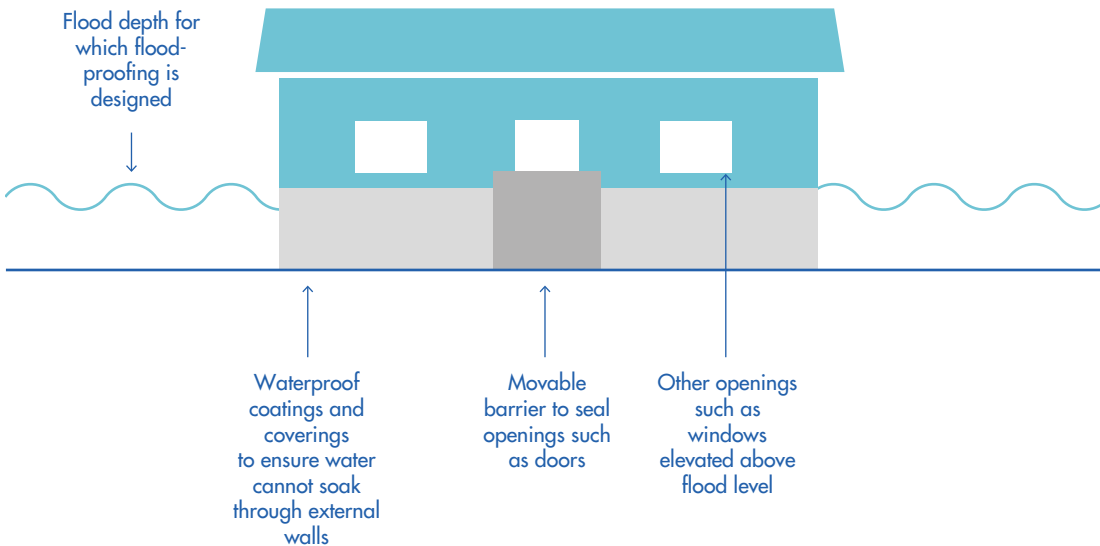 Flood depth for
which flood-
proofing is
designed
Waterproof
coatings and
coverings
to ensure water
cannot soak
through external
walls
Movable
barrier to seal
openings such
as doors
Other openings
such as
windows
elevated above
flood level